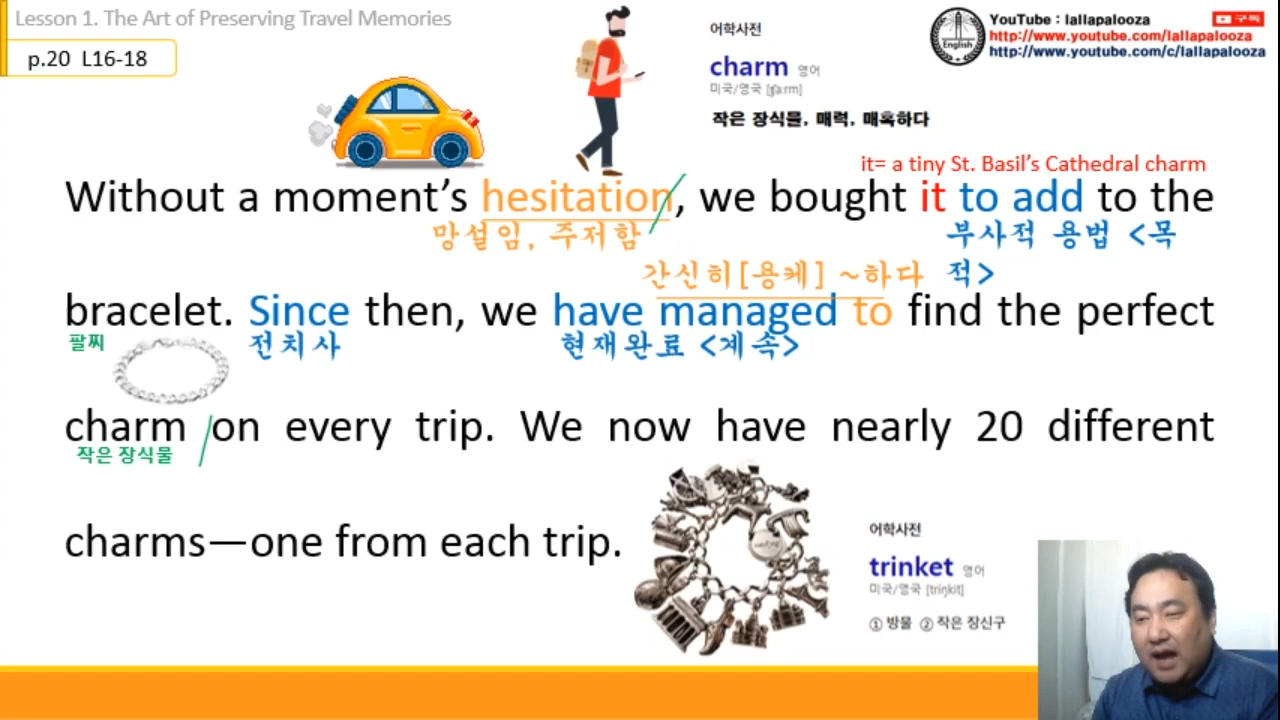 Lesson 1. The Art of Preserving Travel Memories
p.20 L16-18
어학사전
charm 영어
작은 장식물, 매력, 매혹하다
English
YouTube : lallapalooza
구독
http://www.youtube.com/lallapalooza
http://www.youtube.com/c/lallapalooza
it= a tiny St. Basil's Cathedral charm
Without a moment's hesitation, we bought it to add to the
망설임, 주저함
부사적 용법 <목
적>
간신히[용케] ~하다
bracelet. Since then, we have managed to find the perfect
팔찌
전치사
현재완료 <계속>
charm on every trip. We now have nearly 20 different
작은 장식물
charms—one from each trip.
어학사전
trinket 영어
미국/영국 [triŋkit]
① 방물 ② 작은 장신구